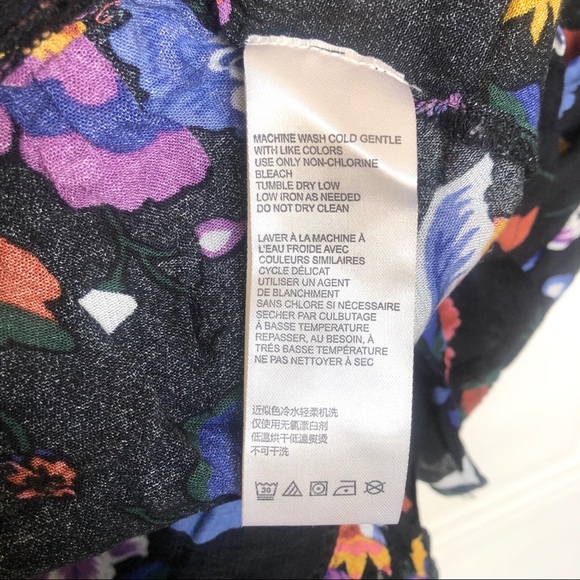 MACHINE WASH COLD GENTLE
WITH LIKE COLORS
USE ONLY NON-CHLORINE
BLEACH
TUMBLE DRY LOW
LOW IRON AS NEEDED
DO NOT DRY CLEAN
LAVER À LA MACHINE À
L'EAU FROIDE AVEC
COULEURS SIMILAIRES
CYCLE DÉLICAT
UTILISER UN AGENT
DE BLANCHIMENT
SANS CHLORE SI NÉCESSAIRE
SECHER PAR CULBUTAGE
À BASSE TEMPERATURE
REPASSER, AU BESOIN, À
TRÉS BASSE TEMPÉRATURE
NE PAS NETTOYER À SEC
近似色冷水轻柔机洗
仅使用无氯漂白剂
低温烘干低温熨烫
不可干洗
30